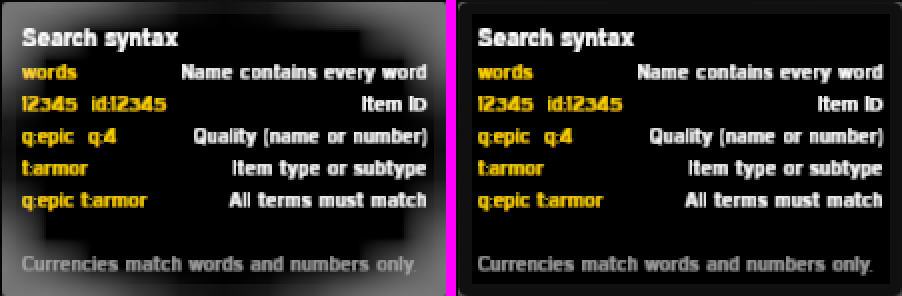 Search syntax
words Name contains every word
12345 id:12345 Item ID
q:epic q:4 Quality (name or number)
t:armor Item type or subtype
q:epic t:armor All terms must match
Currencies match words and numbers only.
Search syntax
words Name contains every word
12345 id:12345 Item ID
q:epic q:4 Quality (name or number)
t:armor Item type or subtype
q:epic t:armor All terms must match
Currencies match words and numbers only.